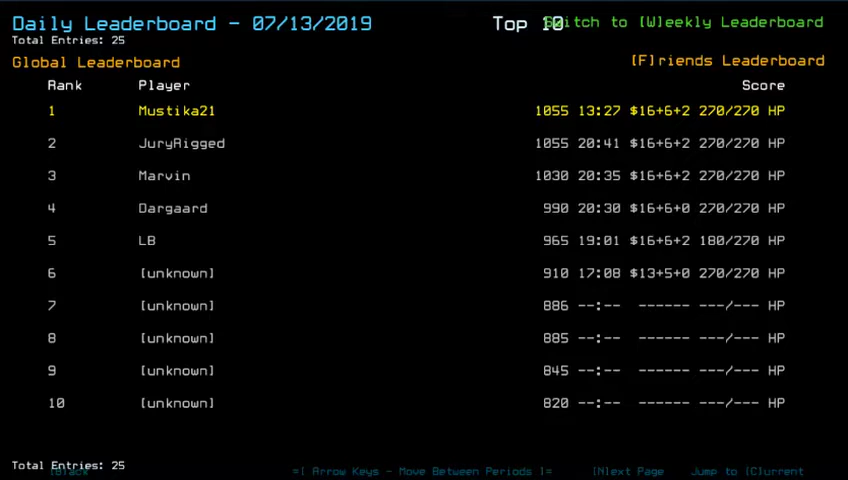 Daily Leaderboard - 07/13/2019 Top 10 Switch to [W]eekly Leaderboard
Total Entries: 25
Global Leaderboard [F]riends Leaderboard
Rank Player Score
1 Mustika21 1055 13:27 $16+6+2 270/270 HP
2 JuryRigged 1055 20:41 $16+6+2 270/270 HP
3 Marvin 1030 20:35 $16+6+2 270/270 HP
4 Dargaard 990 20:30 $16+6+0 270/270 HP
5 LB 965 19:01 $16+6+2 180/270 HP
6 [unknown] 910 17:08 $13+5+0 270/270 HP
7 [unknown] 886 --:-- ------ ---/--- HP
8 [unknown] 885 --:-- ------ ---/--- HP
9 [unknown] 845 --:-- ------ ---/--- HP
10 [unknown] 820 --:-- ------ ---/--- HP
Total Entries: 25
[B]ack =[ Arrow Keys - Move Between Periods ]= [N]ext Page Jump to [C]urrent